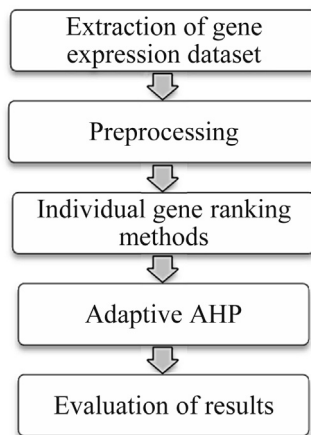 Extraction of gene
expression dataset
Preprocessing
Individual gene ranking
methods
Adaptive AHP
Evaluation of results